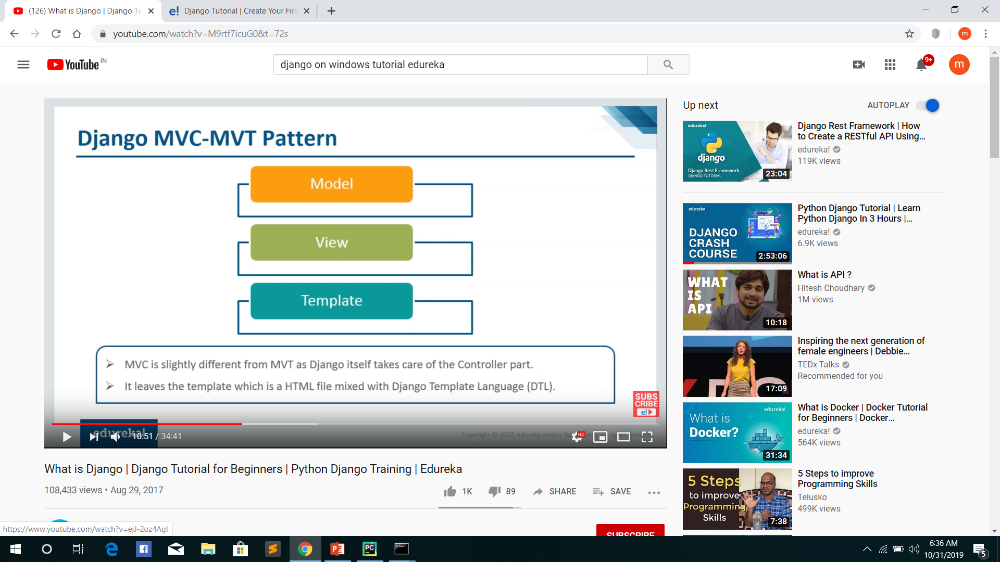 (126) What is Django | Django Tu
Django Tutorial | Create Your Firs
youtube.com/watch?v=M9rtf7icuG0&t=72s
m
YouTube IN
django on windows tutorial edureka
9+
m
Django MVC-MVT Pattern
Model
View
Template
MVC is slightly different from MVT as Django itself takes care of the Controller part.
It leaves the template which is a HTML file mixed with Django Template Language (DTL).
SUBS
CRIBE
e!
edureka!
10:51 / 34:41
Copyright © 2017, edureka and/or its
HD
What is Django | Django Tutorial for Beginners | Python Django Training | Edureka
108,433 views • Aug 29, 2017
1K
89
SHARE
SAVE
SUBSCRIBE
https://www.youtube.com/watch?v=ejJ-2oz4AgI
Up next
AUTOPLAY
edureka!
django
Django Rest Framework
DJANGO TUTORIAL
23:04
Django Rest Framework | How
to Create a RESTful API Using...
edureka!
119K views
edureka!
django
DJANGO
CRASH
COURSE
2:53:06
Python Django Tutorial | Learn
Python Django In 3 Hours |...
edureka!
6.9K views
WHAT
IS
API
10:18
What is API ?
Hitesh Choudhary
1M views
17:09
Inspiring the next generation of
female engineers | Debbie...
TEDx Talks
Recommended for you
edureka!
What is
Docker?
31:34
What is Docker | Docker Tutorial
for Beginners | Docker...
edureka!
564K views
5 Steps
to improve
Programming
Skills
7:38
5 Steps to improve
Programming Skills
Telusko
499K views
6:36 AM
10/31/2019
5